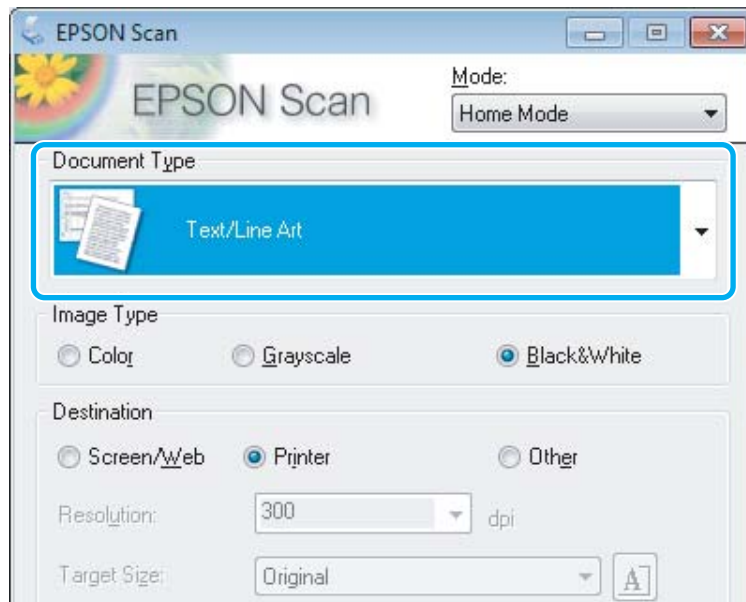 EPSON Scan
EPSON Scan
Mode:
Home Mode
Document Type
Text/Line Art
Image Type
Color Grayscale Black&White
Destination
Screen/Web Printer Other
Resolution: 300 dpi
Target Size: Original A